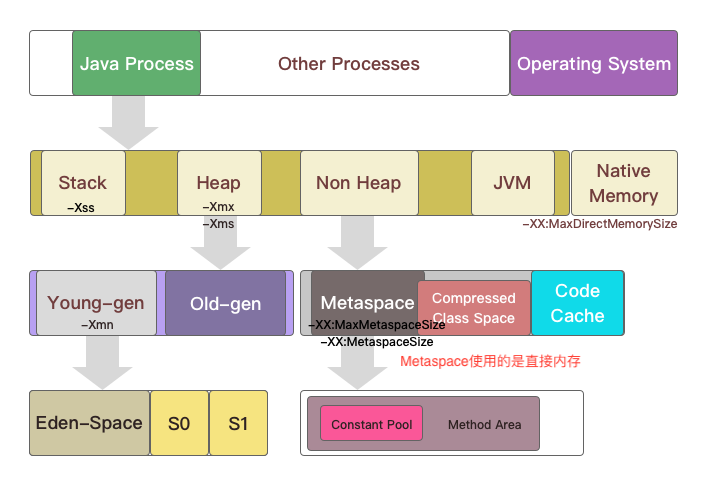 Java Process
Other Processes
Operating System
Stack
–Xss
Heap
–Xmx
–Xms
Non Heap
JVM
Native
Memory
–XX:MaxDirectMemorySize
Young–gen
–Xmn
Old–gen
Metaspace
–XX:MaxMetaspaceSize
–XX:MetaspaceSize
Compressed
Class Space
Code
Cache
Metaspace使用的是直接内存
Eden–Space
S0
S1
Constant Pool
Method Area